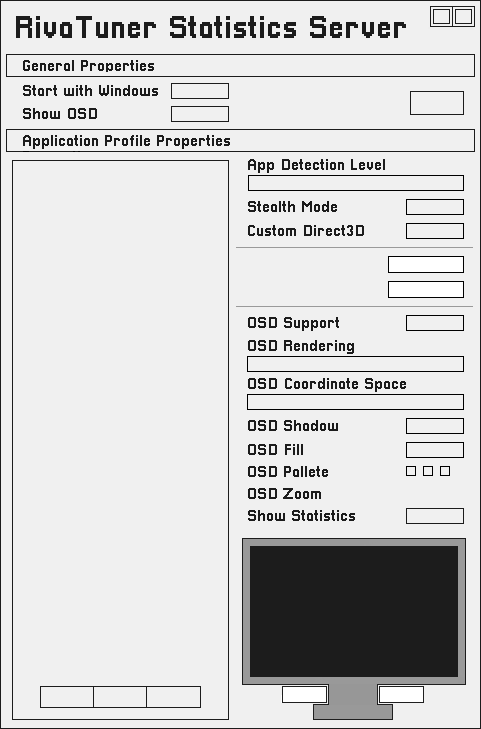 RivaTuner Statistics Server
General Properties
Start with Windows
Show OSD
Application Profile Properties
App Detection Level
Stealth Mode
Custom Direct3D
OSD Support
OSD Rendering
OSD Coordinate Space
OSD Shadow
OSD Fill
OSD Pallete
OSD Zoom
Show Statistics